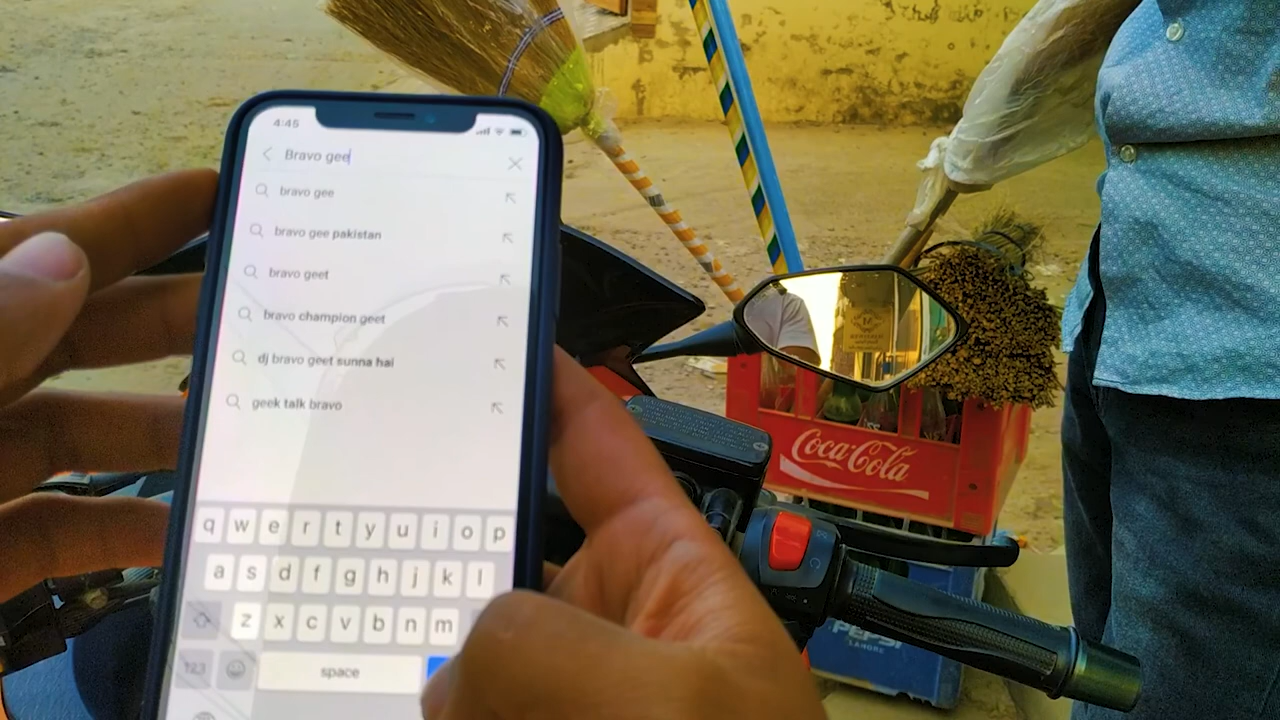 4:45
Bravo gee
bravo gee
bravo gee pakistan
bravo geet
bravo champion geet
dj bravo geet sunna hai
geek talk bravo
q w e r t y u i o p
a s d f g h j k l
z x c v b n m
123 space
Coca-Cola
PEPSI
LAHORE